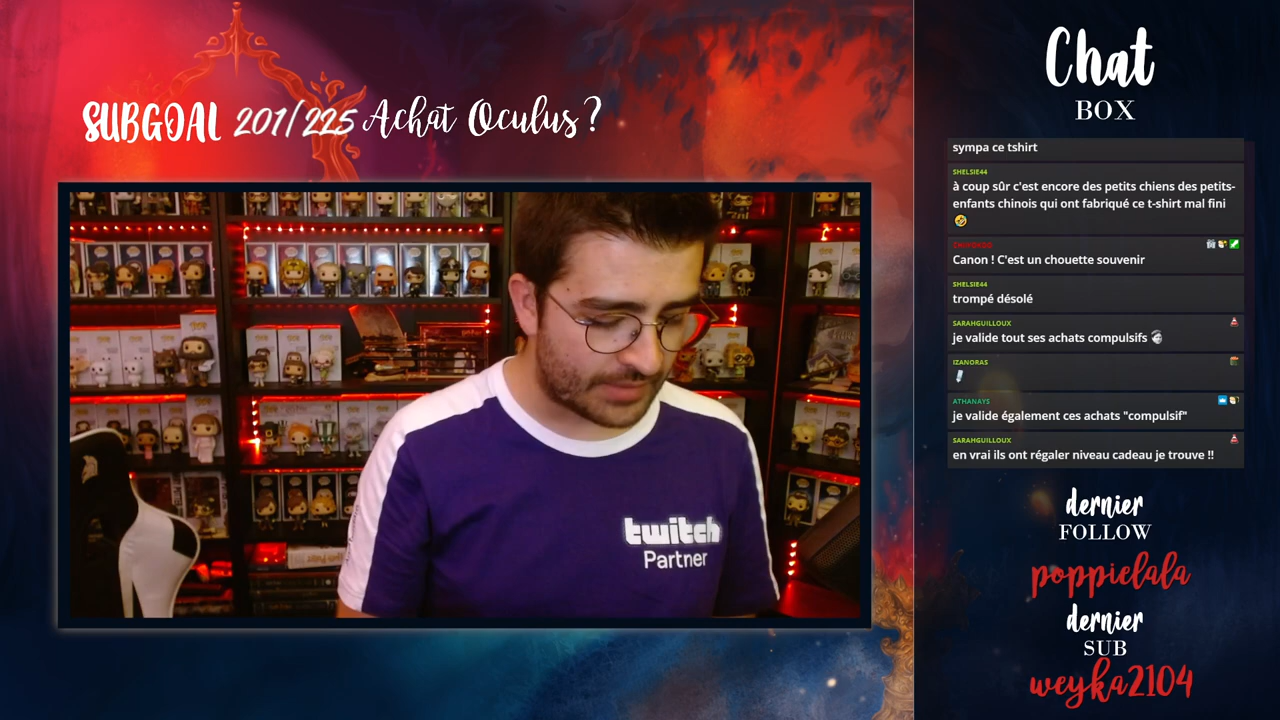 SUBGOAL 201/225 Achat Oculus?
twitch
Partner
Chat
BOX
sympa ce tshirt
SHELSIE44
à coup sûr c'est encore des petits chiens des petits-
enfants chinois qui ont fabriqué ce t-shirt mal fini
Canon ! C'est un chouette souvenir
SHELSIE44
trompé désolé
SARAHGUILLOUX
je valide tout ses achats compulsifs
IZANORAS
ATHANAYS
je valide également ces achats "compulsif"
SARAHGUILLOUX
en vrai ils ont régaler niveau cadeau je trouve !!
dernier
FOLLOW
poppielala
dernier
SUB
weyka2104